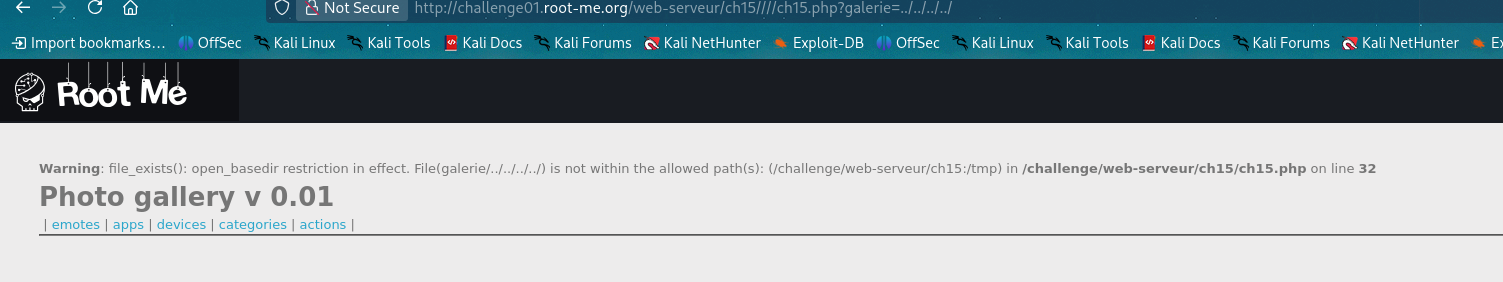 Not Secure http://challenge01.root-me.org/web-serveur/ch15////ch15.php?galerie=../../../../
Import bookmarks… OffSec Kali Linux Kali Tools Kali Docs Kali Forums Kali NetHunter Exploit-DB OffSec Kali Linux Kali Tools Kali Docs Kali Forums Kali NetHunter Ex
Root Me
Warning: file_exists(): open_basedir restriction in effect. File(galerie/../../../../) is not within the allowed path(s): (/challenge/web-serveur/ch15:/tmp) in /challenge/web-serveur/ch15/ch15.php on line 32
Photo gallery v 0.01
| emotes | apps | devices | categories | actions |